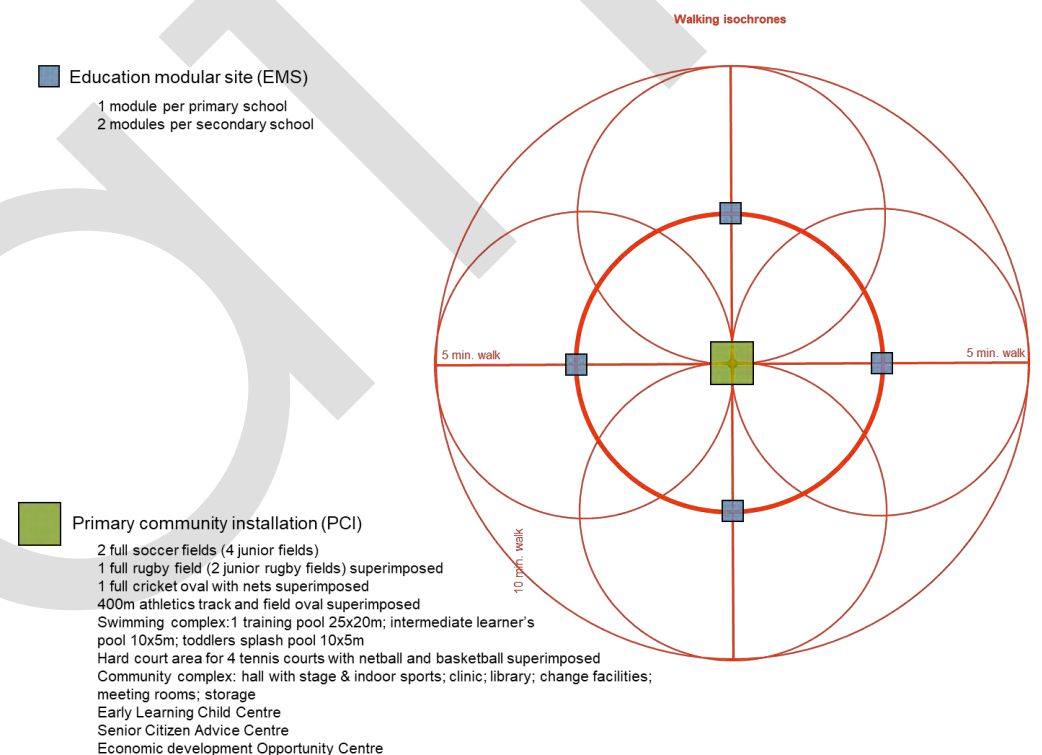 Walking isochrones
Education modular site (EMS)
1 module per primary school
2 modules per secondary school
5 min. walk
5 min. walk
10 min. walk
Primary community installation (PCI)
2 full soccer fields (4 junior fields)
1 full rugby field (2 junior rugby fields) superimposed
1 full cricket oval with nets superimposed
400m athletics track and field oval superimposed
Swimming complex:1 training pool 25x20m; intermediate learner's
pool 10x5m; toddlers splash pool 10x5m
Hard court area for 4 tennis courts with netball and basketball superimposed
Community complex: hall with stage & indoor sports; clinic; library; change facilities;
meeting rooms; storage
Early Learning Child Centre
Senior Citizen Advice Centre
Economic development Opportunity Centre